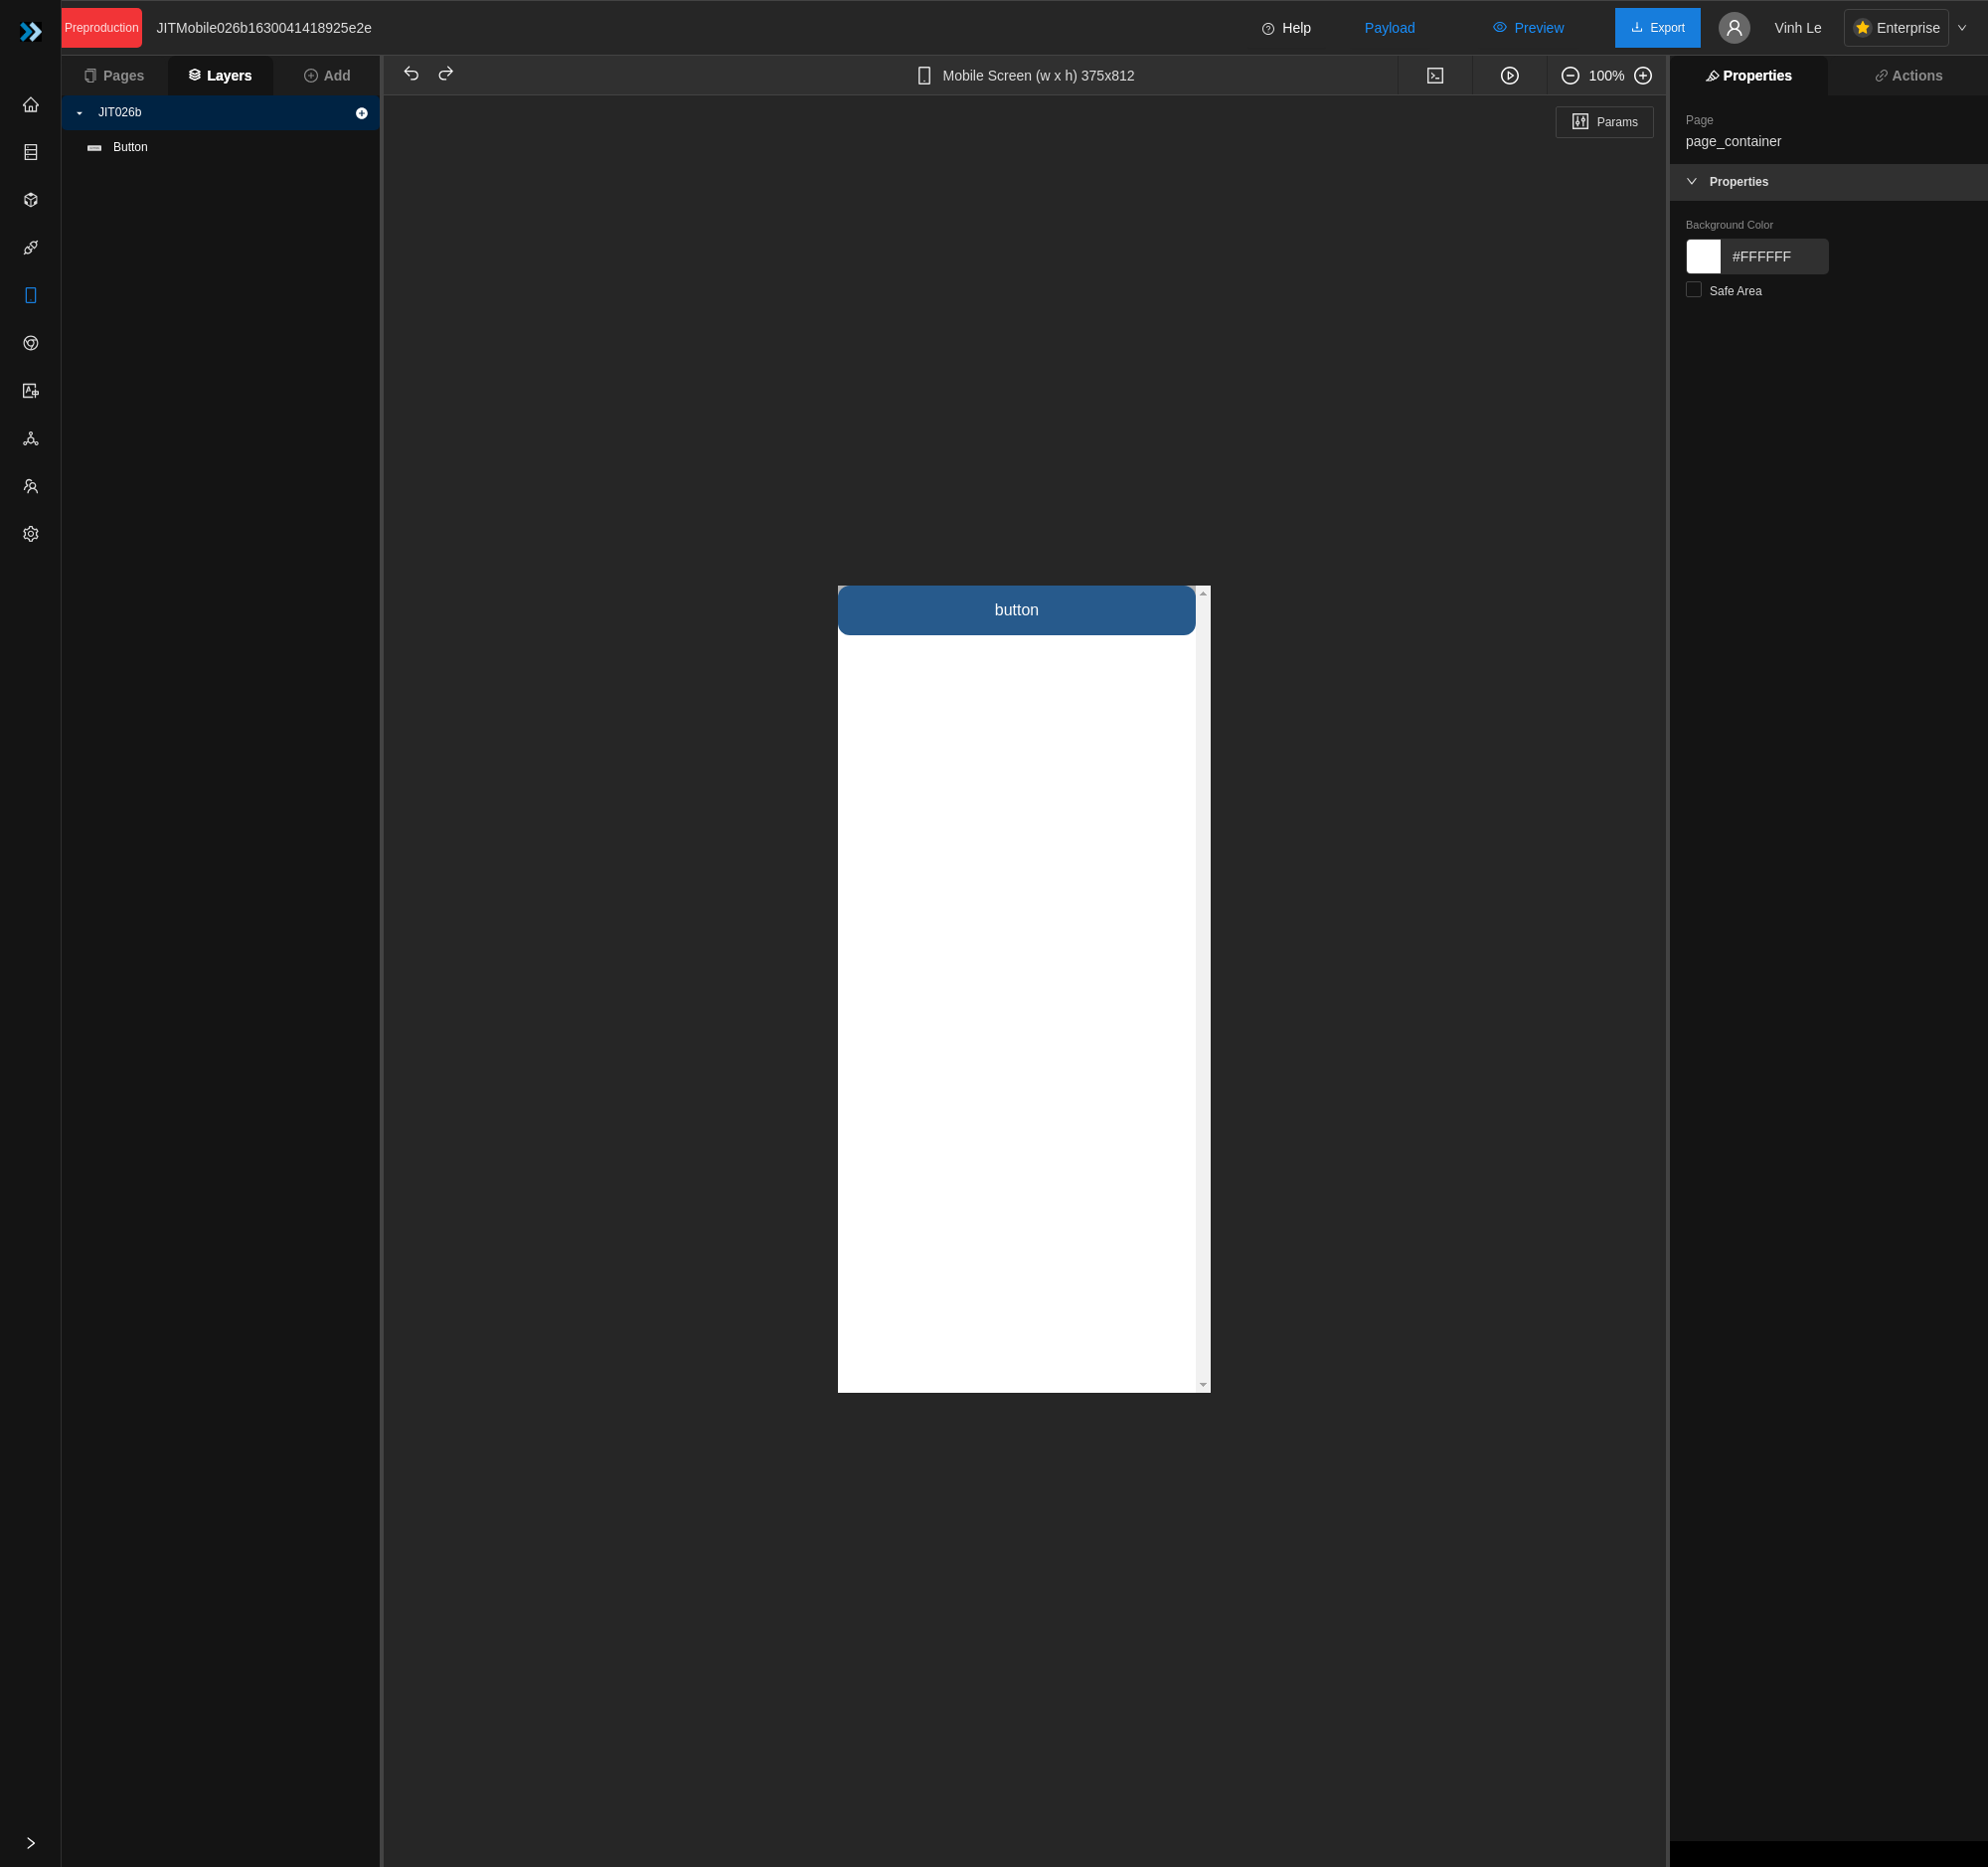 Preproduction JITMobile026b1630041418925e2e Help Payload Preview Export Vinh Le Enterprise
Pages Layers Add Mobile Screen (w x h) 375x812 100% Properties Actions
JIT026b
Button
Params
Page
page_container
Properties
Background Color
#FFFFFF
Safe Area
button